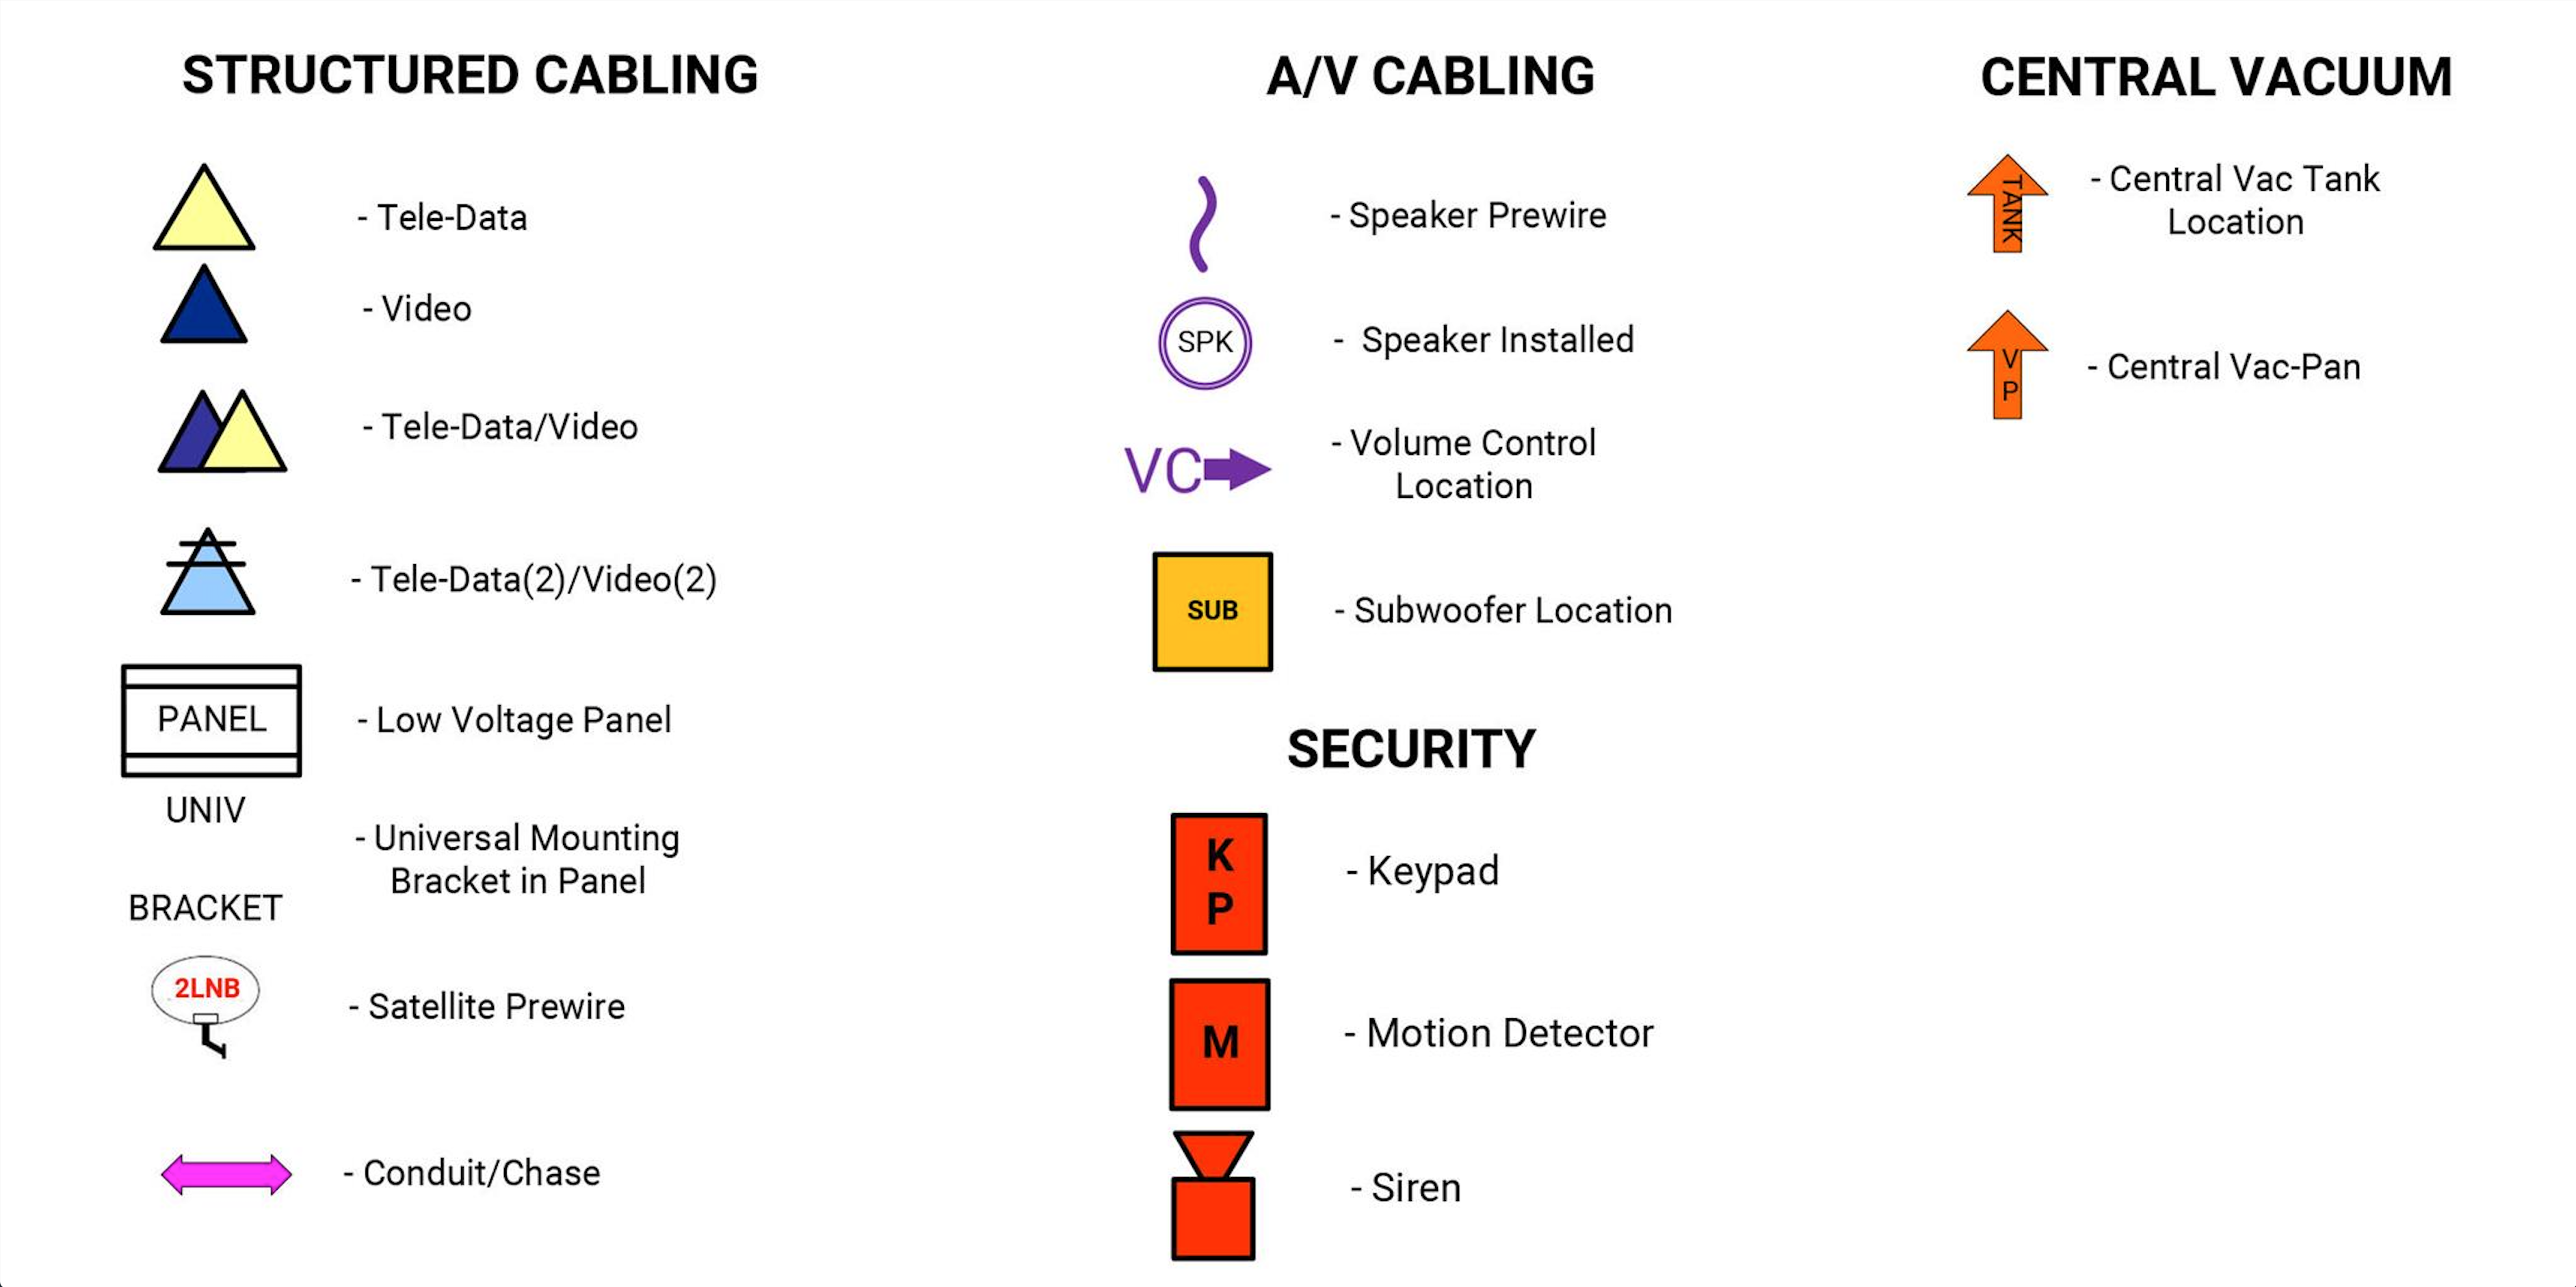 STRUCTURED CABLING
- Tele-Data
- Video
- Tele-Data/Video
- Tele-Data(2)/Video(2)
PANEL
- Low Voltage Panel
UNIV
- Universal Mounting
Bracket in Panel
BRACKET
2LNB
- Satellite Prewire
- Conduit/Chase
A/V CABLING
- Speaker Prewire
SPK
- Speaker Installed
- Volume Control
VC
Location
SUB
- Subwoofer Location
SECURITY
K
P
- Keypad
M
- Motion Detector
- Siren
CENTRAL VACUUM
TANK
- Central Vac Tank
Location
V
P
- Central Vac-Pan